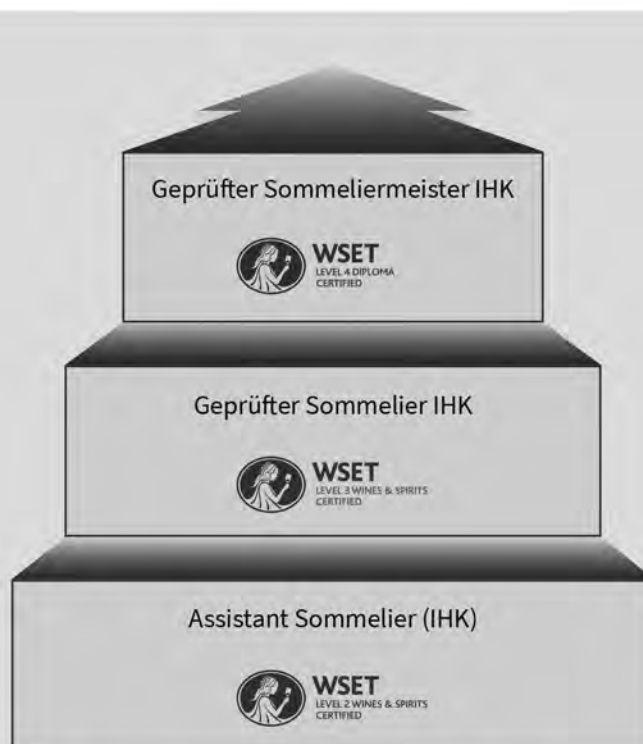 Geprüfter Sommeliermeister IHK
WSET
LEVEL 4 DIPLOMA
CERTIFIED
Geprüfter Sommelier IHK
WSET
LEVEL 3 WINES & SPIRITS
CERTIFIED
Assistant Sommelier (IHK)
WSET
LEVEL 2 WINES & SPIRITS
CERTIFIED